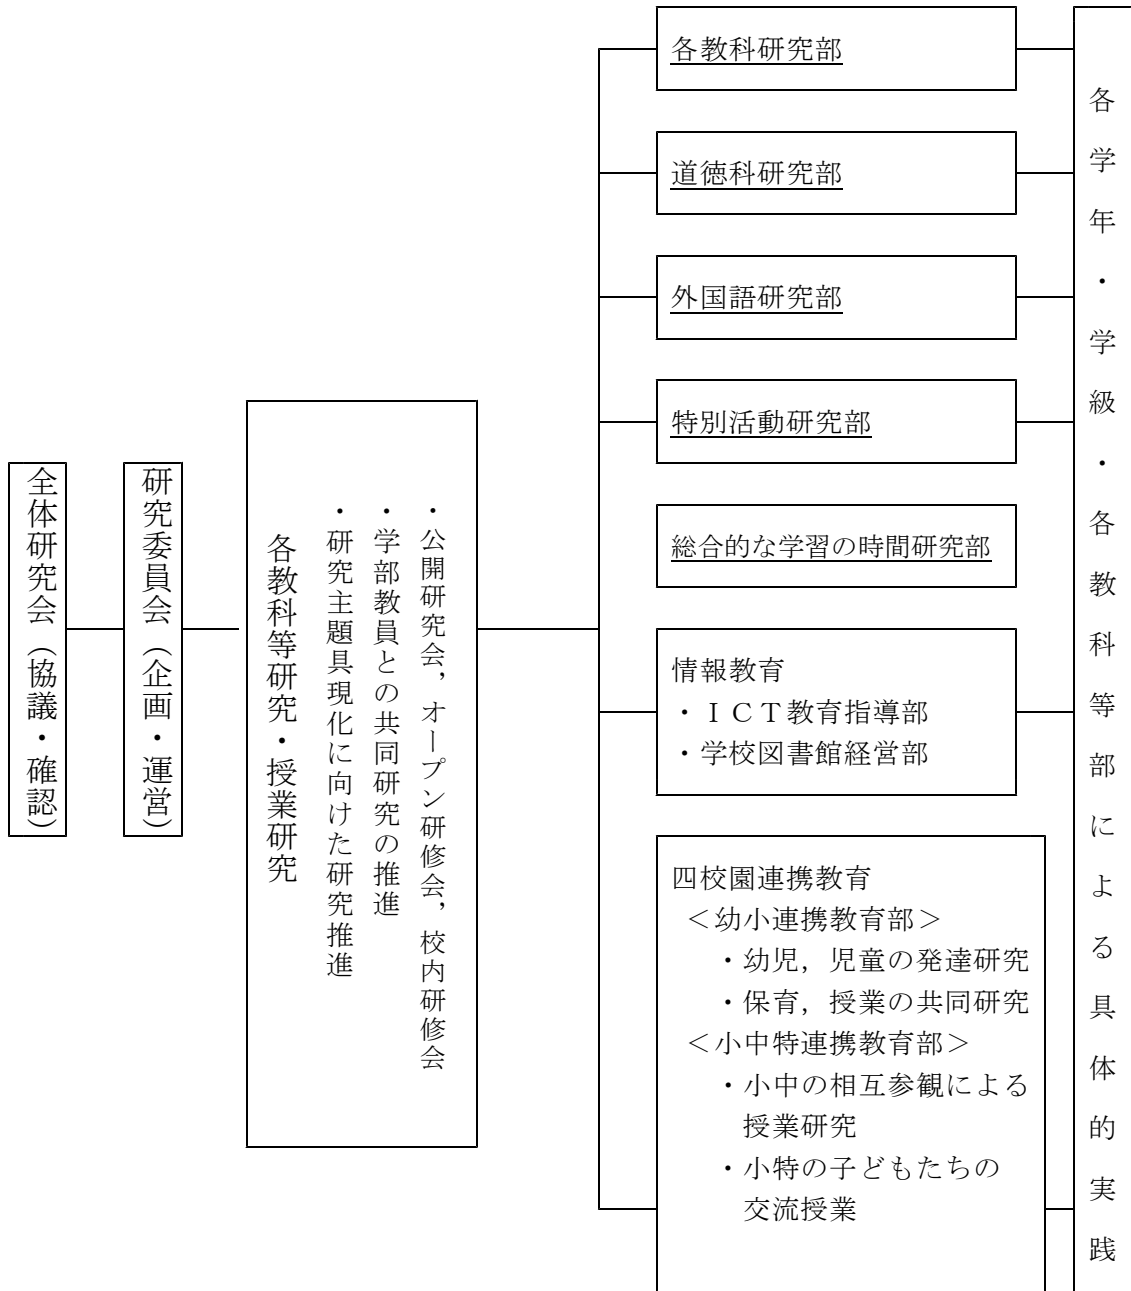 全体研究会（協議・確認）
研究委員会（企画・運営）
各教科等研究・授業研究
・研究主題具現化に向けた研究推進
・学部教員との共同研究の推進
・公開研究会，オープン研修会，校内研修会
各教科研究部
道徳科研究部
外国語研究部
特別活動研究部
総合的な学習の時間研究部
情報教育
・ＩＣＴ教育指導部
・学校図書館経営部
四校園連携教育
＜幼小連携教育部＞
・幼児，児童の発達研究
・保育，授業の共同研究
＜小中特連携教育部＞
・小中の相互参観による
授業研究
・小特の子どもたちの
交流授業
各学年・学級・各教科等部による具体的実践